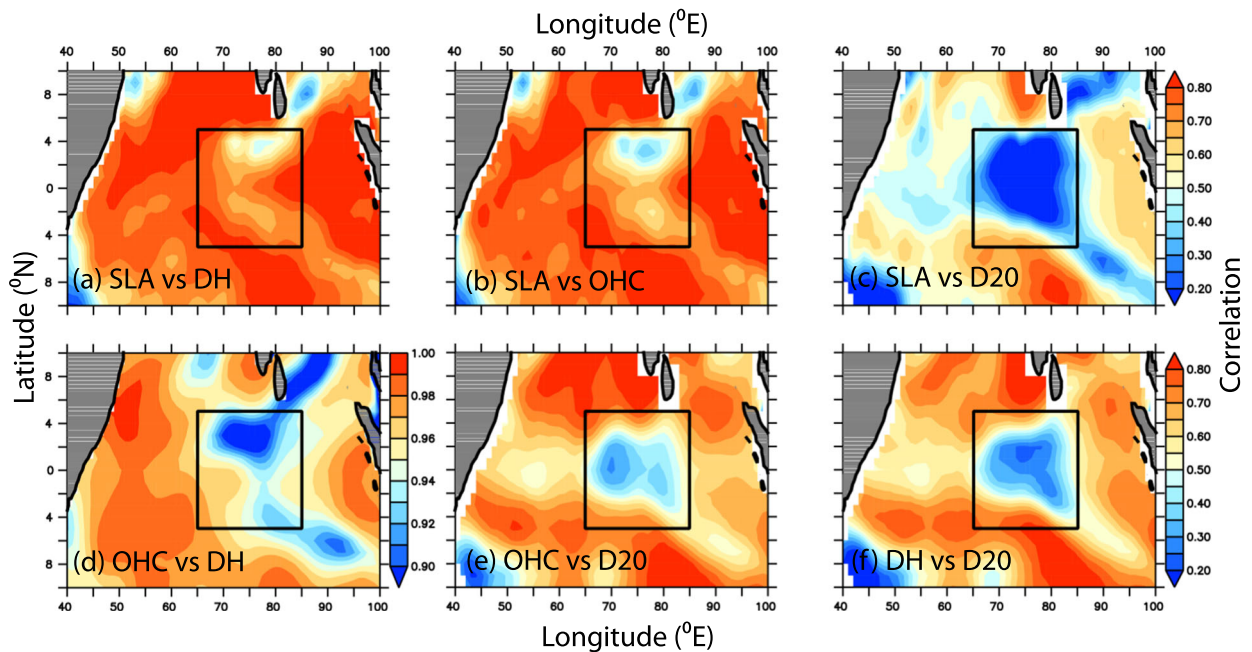 Longitude (⁰E)
40 50 60 70 80 90 100
40 50 60 70 80 90 100
40 50 60 70 80 90 100
8
4
0
4
8
(a) SLA vs DH
(b) SLA vs OHC
(c) SLA vs D20
0.80
0.70
0.60
0.50
0.40
0.30
0.20
Latitude (⁰N)
Correlation
8
4
0
4
8
(d) OHC vs DH
1.00
0.98
0.96
0.94
0.92
0.90
(e) OHC vs D20
(f) DH vs D20
0.80
0.70
0.60
0.50
0.40
0.30
0.20
40 50 60 70 80 90 100
40 50 60 70 80 90 100
40 50 60 70 80 90 100
Longitude (⁰E)